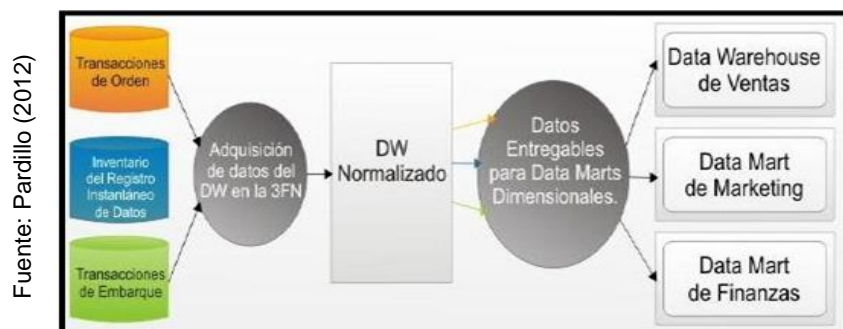 Fuente: Pardillo (2012)
Transacciones
de Orden
Inventario
del Registro
Instantáneo
de Datos
Transacciones
de Embarque
Adquisición
de datos del
DW en la 3FN
DW
Normalizado
Datos
Entregables
para Data Marts
Dimensionales.
Data Warehouse
de Ventas
Data Mart
de Marketing
Data Mart
de Finanzas